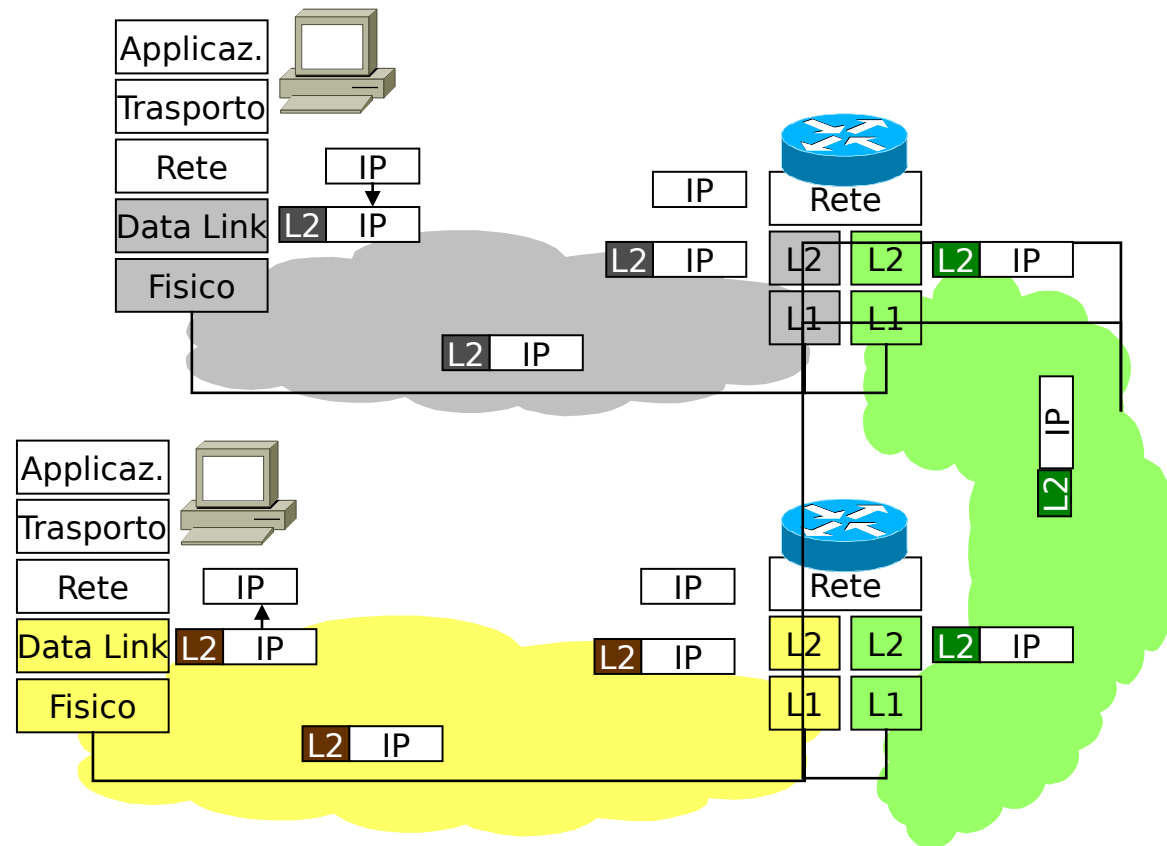 Applicaz.
Trasporto
Rete
Data Link
Fisico
IP
L2 IP
L2 IP
IP
L2 IP
Rete
L2 L2
L1 L1
L2 IP
L2 IP
Applicaz.
Trasporto
Rete
Data Link
Fisico
IP
L2 IP
L2 IP
IP
L2 IP
Rete
L2 L2
L1 L1
L2 IP